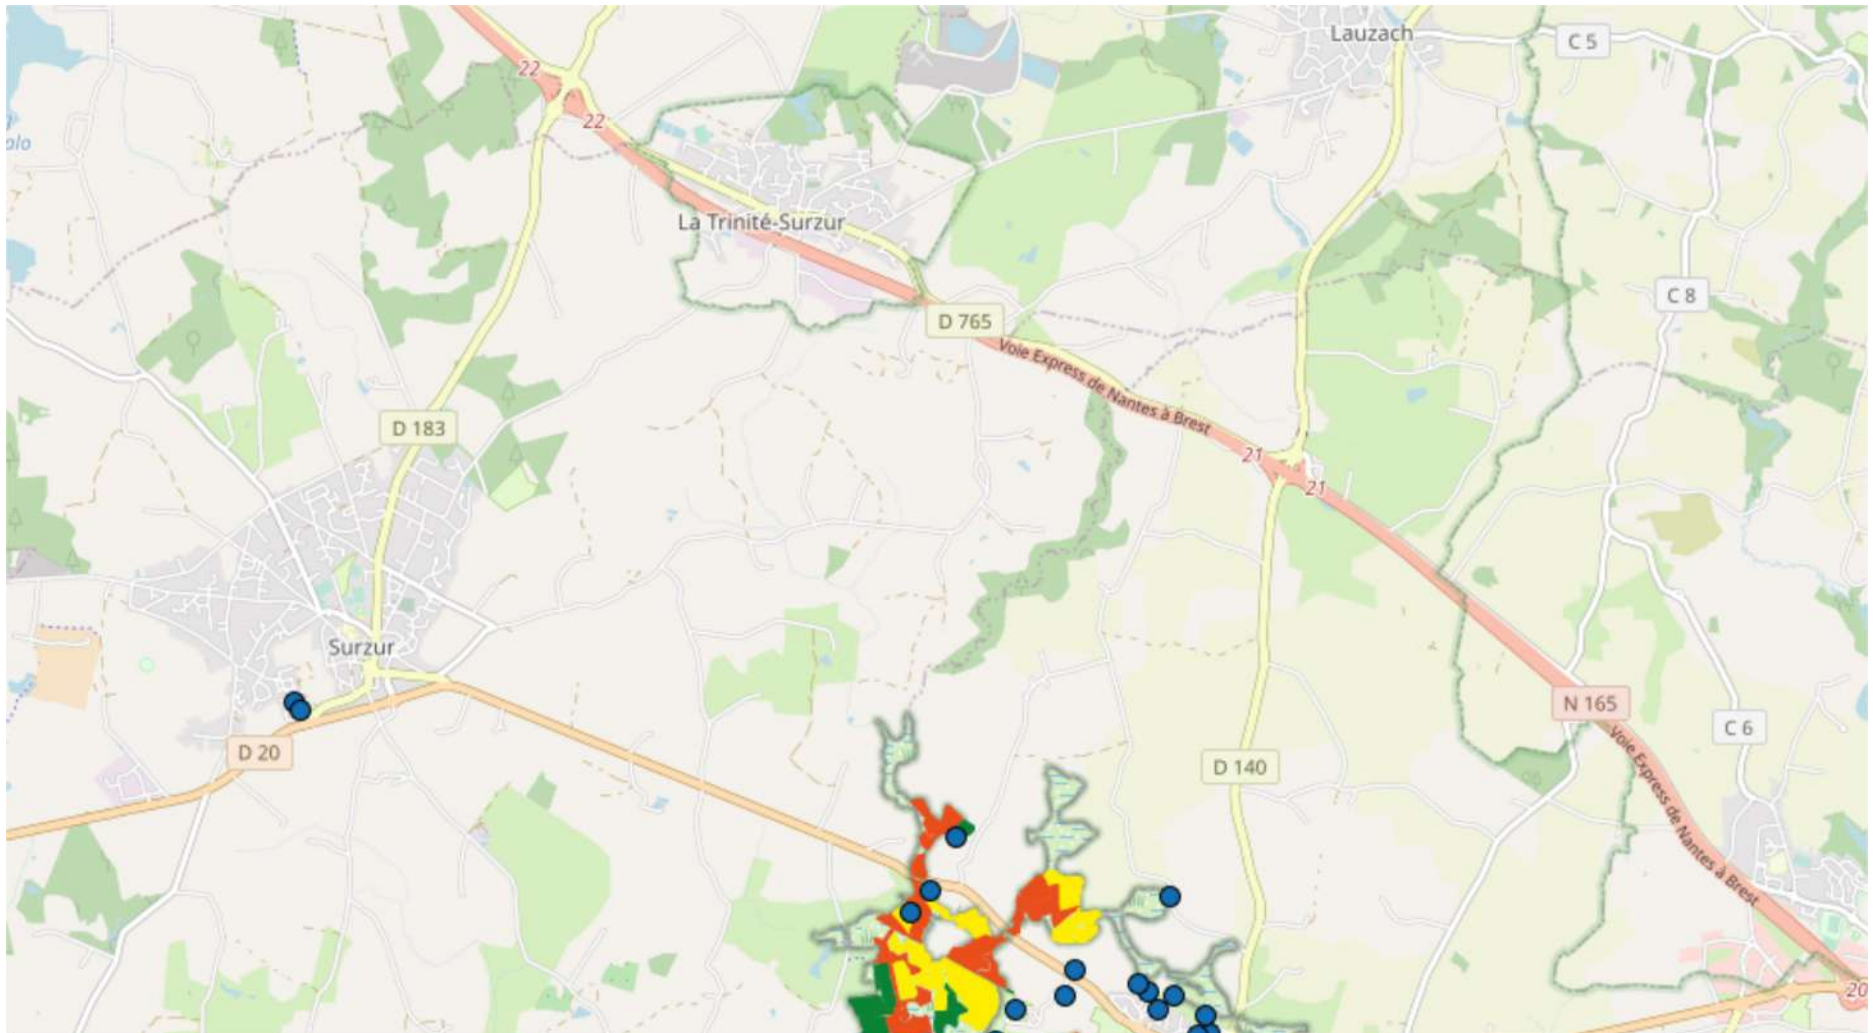 Lauzach
C 5
22
22
La Trinité-Surzur
C 8
D 765
Voie Express de Nantes à Brest
D 183
21
21
Surzur
N 165
C 6
D 20
D 140
Voie Express de Nantes à Brest
20